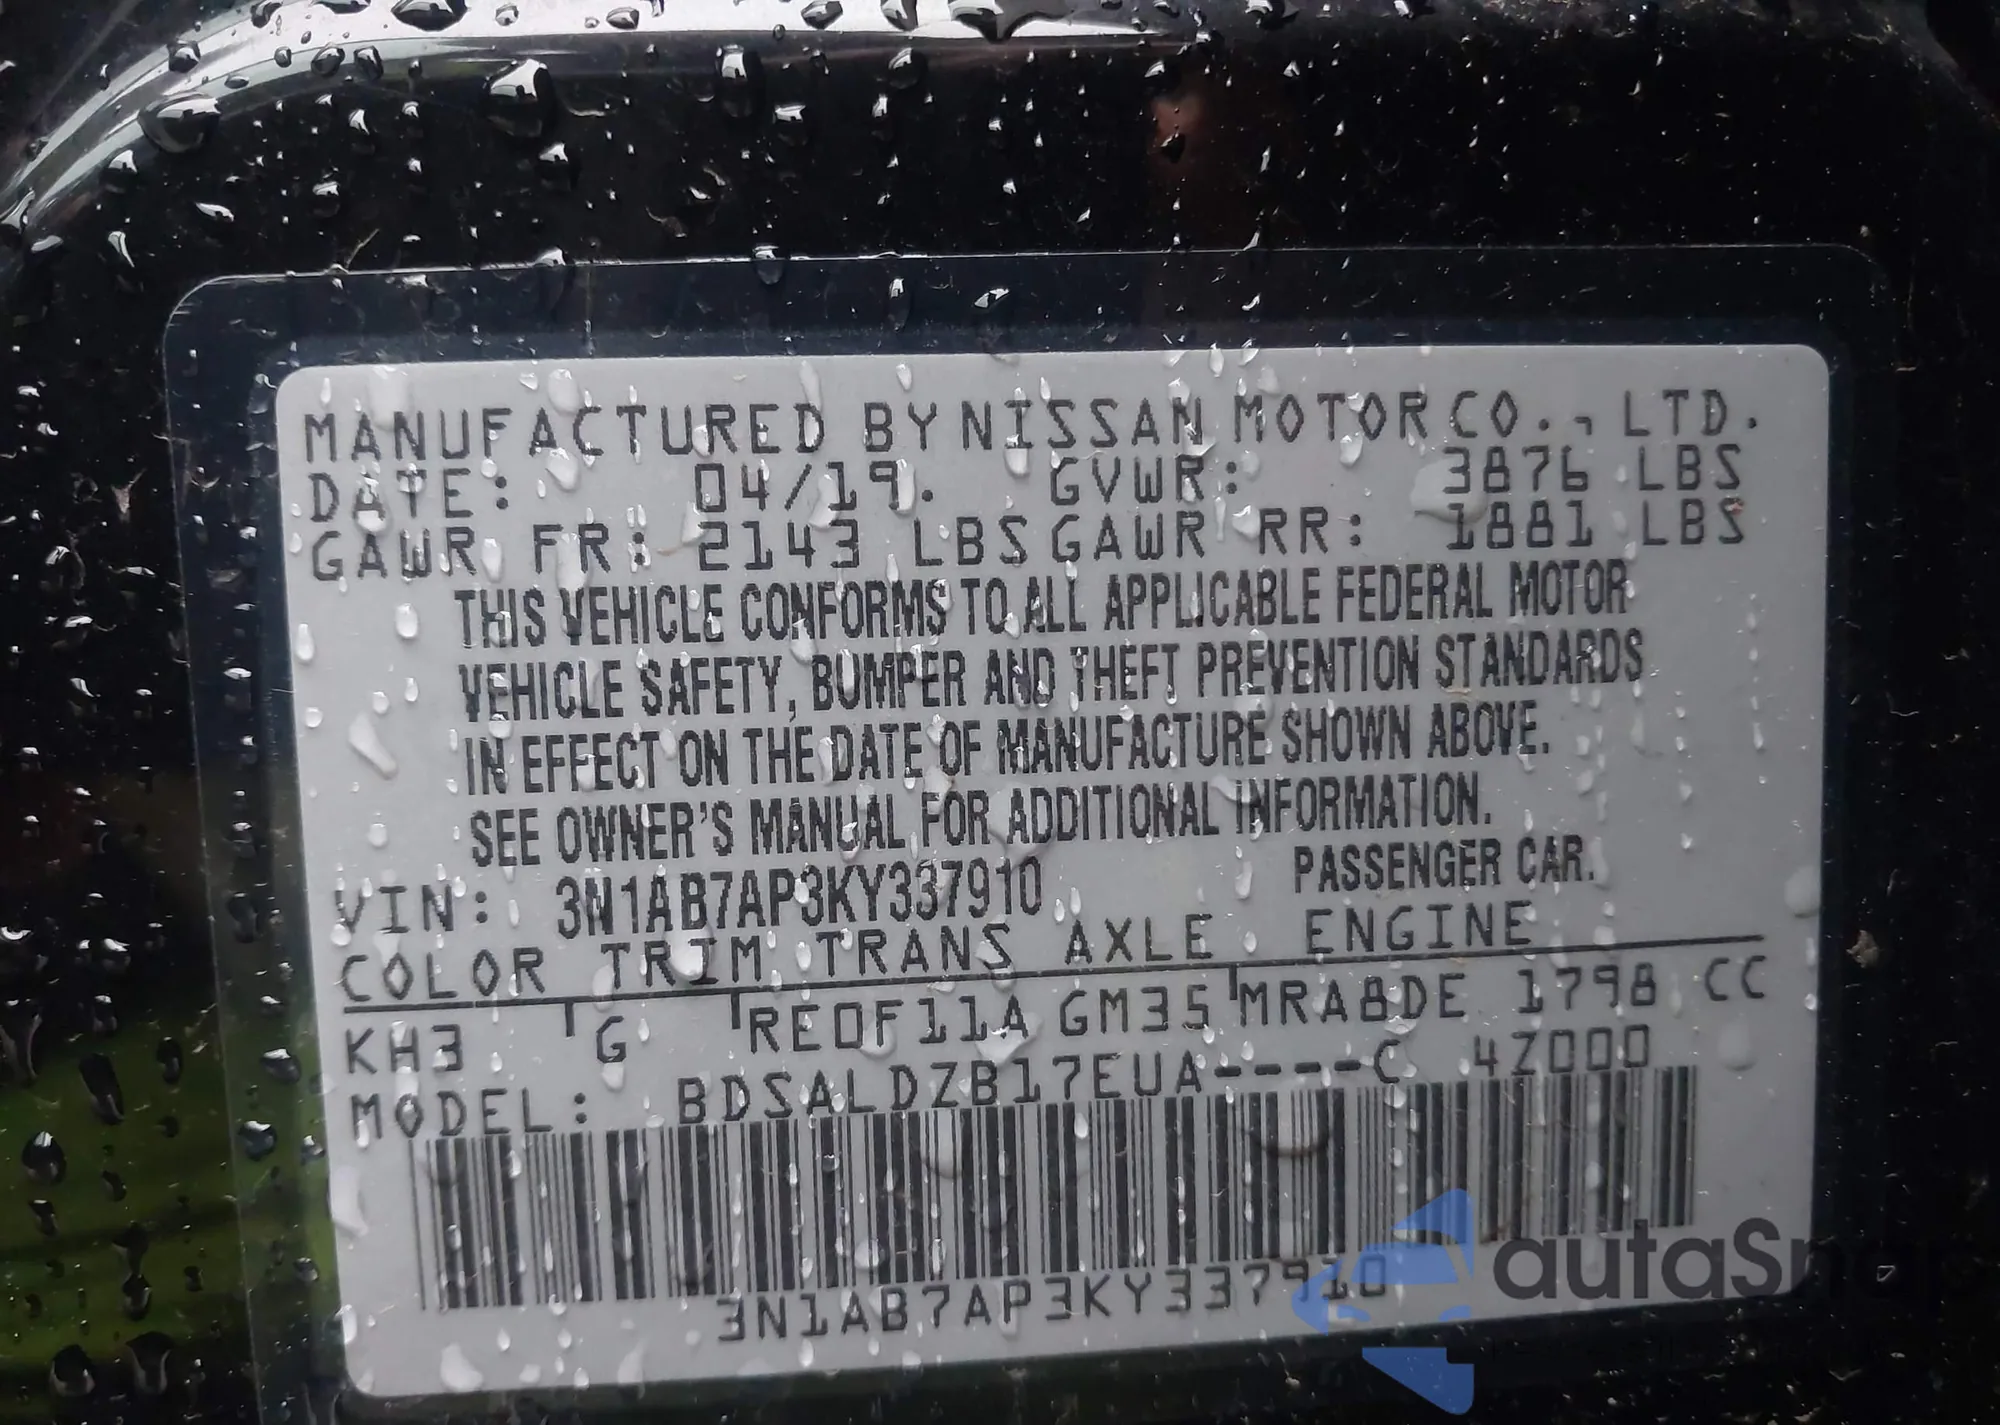 MANUFACTURED BY NISSAN MOTOR CO., LTD.
DATE: 04/19. GVWR: 3876 LBS
GAWR FR: 2143 LBS GAWR RR: 1881 LBS
THIS VEHICLE CONFORMS TO ALL APPLICABLE FEDERAL MOTOR
VEHICLE SAFETY, BUMPER AND THEFT PREVENTION STANDARDS
IN EFFECT ON THE DATE OF MANUFACTURE SHOWN ABOVE.
SEE OWNER'S MANUAL FOR ADDITIONAL INFORMATION.
VIN: 3N1AB7AP3KY337910 PASSENGER CAR.
COLOR TRIM TRANS AXLE ENGINE
KH3 G RE0F11A GM35 MRA8DE 1798 CC
MODEL: BDSALDZB17EUA----C 4Z000
3N1AB7AP3KY337910
autaSnap